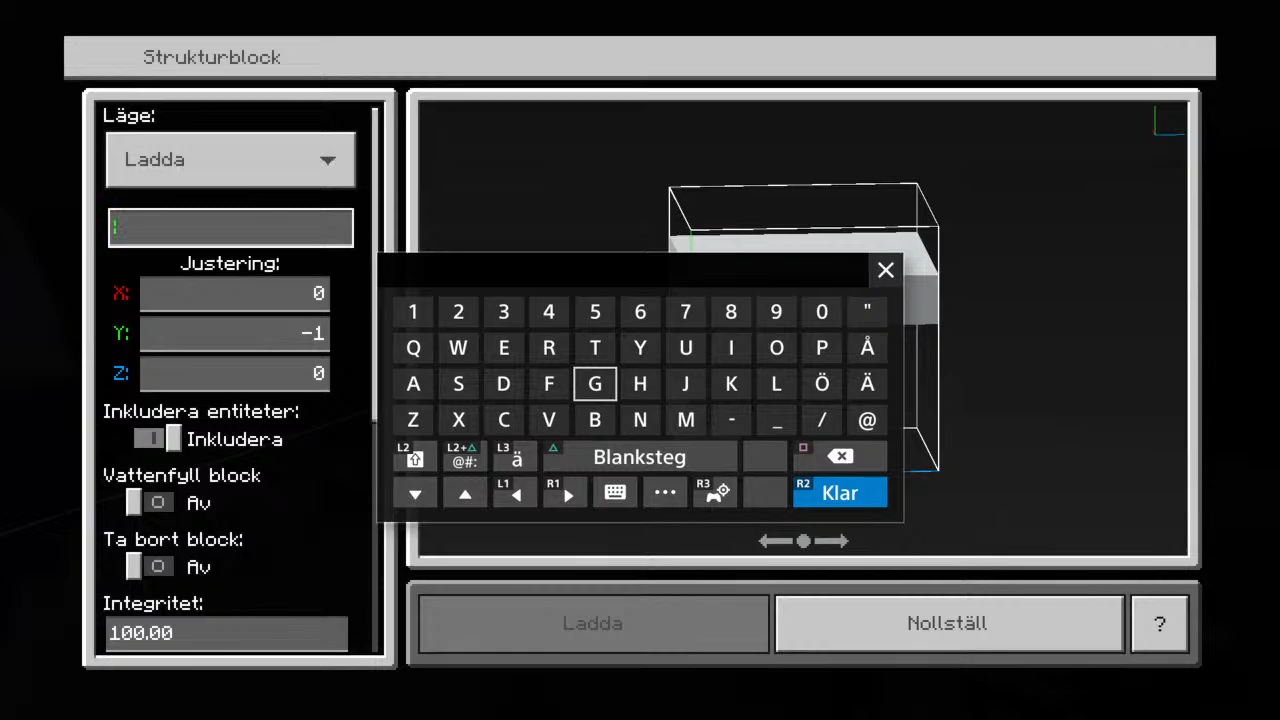 Strukturblock
Läge:
Ladda
Justering:
X: 0
Y: -1
Z: 0
Inkludera entiteter:
Inkludera
Vattenfyll block
Av
Ta bort block:
Av
Integritet:
100.00
1 2 3 4 5 6 7 8 9 0 "
Q W E R T Y U I O P Å
A S D F G H J K L Ö Ä
Z X C V B N M - _ / @
L2 L2+△ @#: L3 ä △ Blanksteg □
L1 R1 ... R3 R2 Klar
Ladda
Nollställ
?